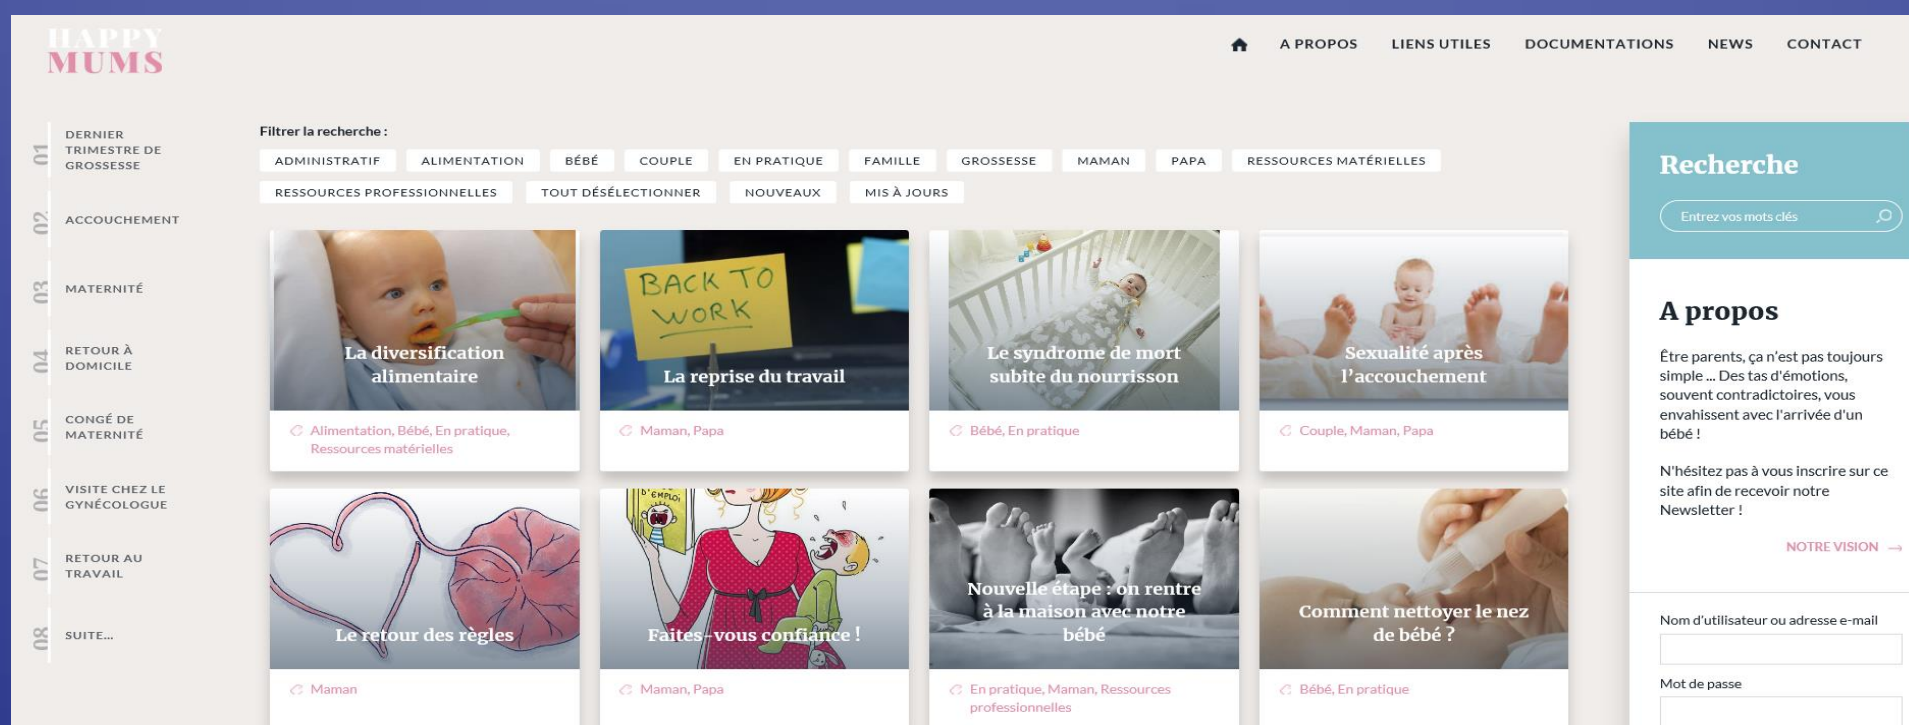 HAPPY
MUMS
A PROPOS
LIENS UTILES
DOCUMENTATIONS
NEWS
CONTACT
01
DERNIER
TRIMESTRE DE
GROSSESSE
02
ACCOUCHEMENT
03
MATERNITÉ
04
RETOUR À
DOMICILE
05
CONGÉ DE
MATERNITÉ
06
VISITE CHEZ LE
GYNÉCOLOGUE
07
RETOUR AU
TRAVAIL
08
SUITE...
Filtrer la recherche :
ADMINISTRATIF
ALIMENTATION
BÉBÉ
COUPLE
EN PRATIQUE
FAMILLE
GROSSESSE
MAMAN
PAPA
RESSOURCES MATÉRIELLES
RESSOURCES PROFESSIONNELLES
TOUT DÉSÉLECTIONNER
NOUVEAUX
MIS À JOURS
La diversification
alimentaire
Alimentation, Bébé, En pratique,
Ressources matérielles
BACK TO
WORK
La reprise du travail
Maman, Papa
Le syndrome de mort
subite du nourrisson
Bébé, En pratique
Sexualité après
l’accouchement
Couple, Maman, Papa
Le retour des règles
Maman
D'EMPLOI
Faites-vous confiance !
Maman, Papa
Nouvelle étape : on rentre
à la maison avec notre
bébé
En pratique, Maman, Ressources
professionnelles
Comment nettoyer le nez
de bébé ?
Bébé, En pratique
Recherche
Entrez vos mots clés
A propos
Être parents, ça n’est pas toujours
simple ... Des tas d'émotions,
souvent contradictoires, vous
envahissent avec l'arrivée d'un
bébé !
N'hésitez pas à vous inscrire sur ce
site afin de recevoir notre
Newsletter !
NOTRE VISION
Nom d'utilisateur ou adresse e-mail
Mot de passe